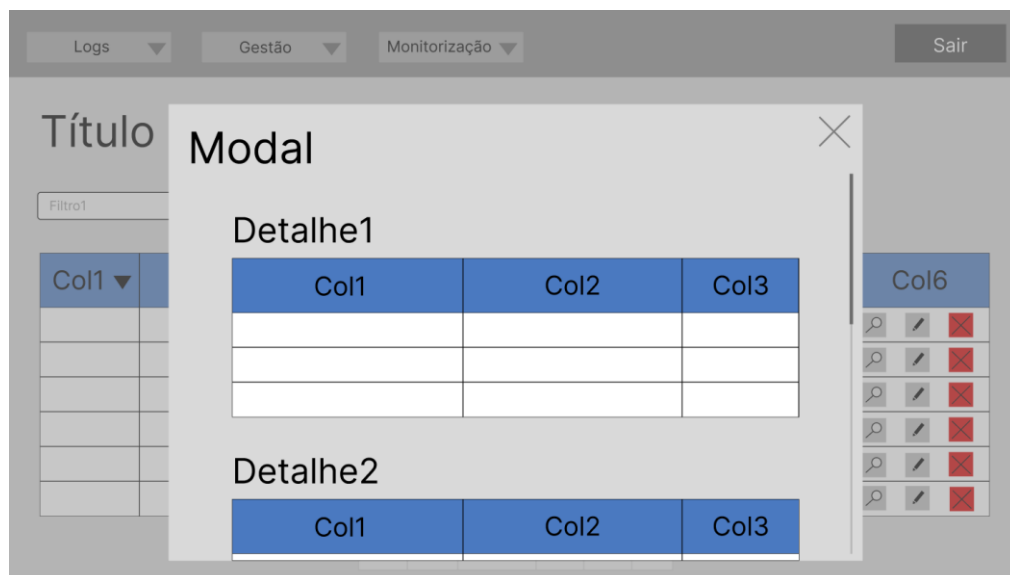 Logs
Gestão
Monitorização
Sair
Título
Modal
Filtro1
Detalhe1
Col1
Col6
Col1 Col2 Col3
Detalhe2
Col1 Col2 Col3